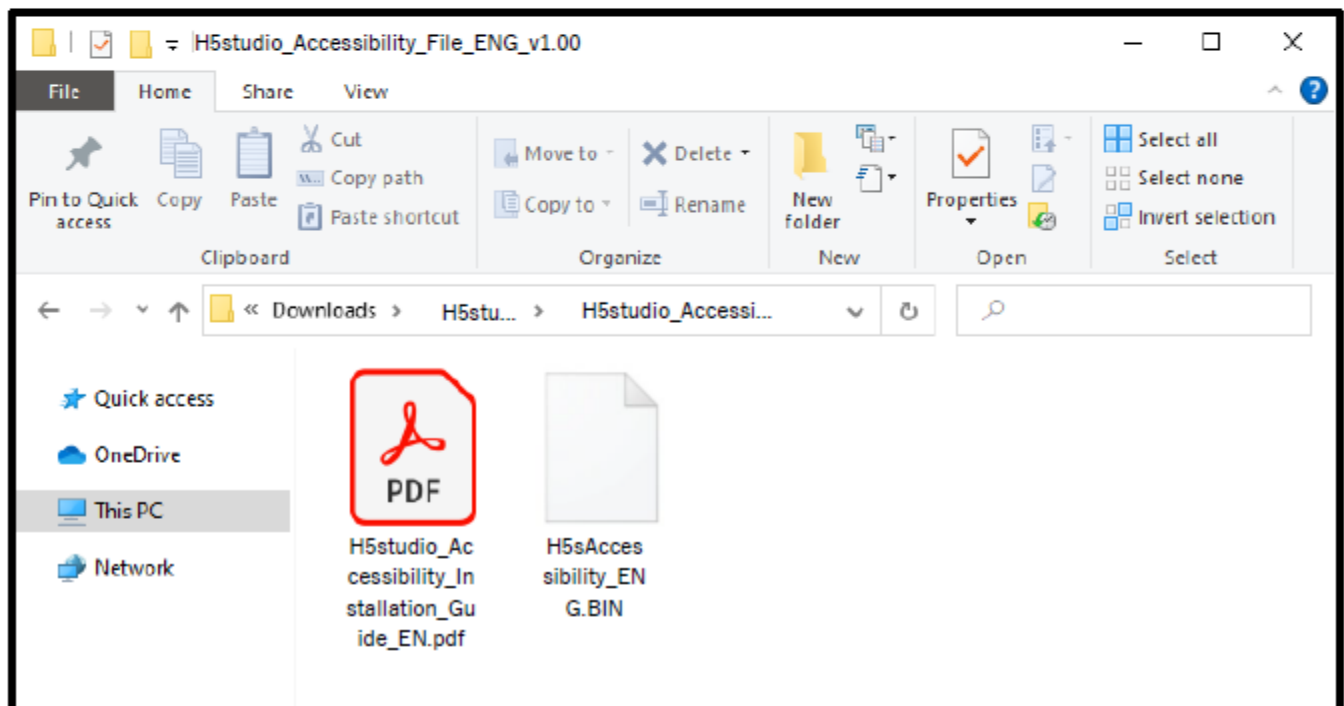 H5studio_Accessibility_File_ENG_v1.00
File Home Share View
Pin to Quick access
Copy
Paste
Cut
Copy path
Paste shortcut
Clipboard
Move to
Copy to
Delete
Rename
Organize
New folder
New
Properties
Open
Select all
Select none
Invert selection
Select
« Downloads > H5stu... > H5studio_Accessi...
Quick access
OneDrive
This PC
Network
PDF
H5studio_Ac
cessibility_In
stallation_Gu
ide_EN.pdf
H5sAcces
sibility_EN
G.BIN